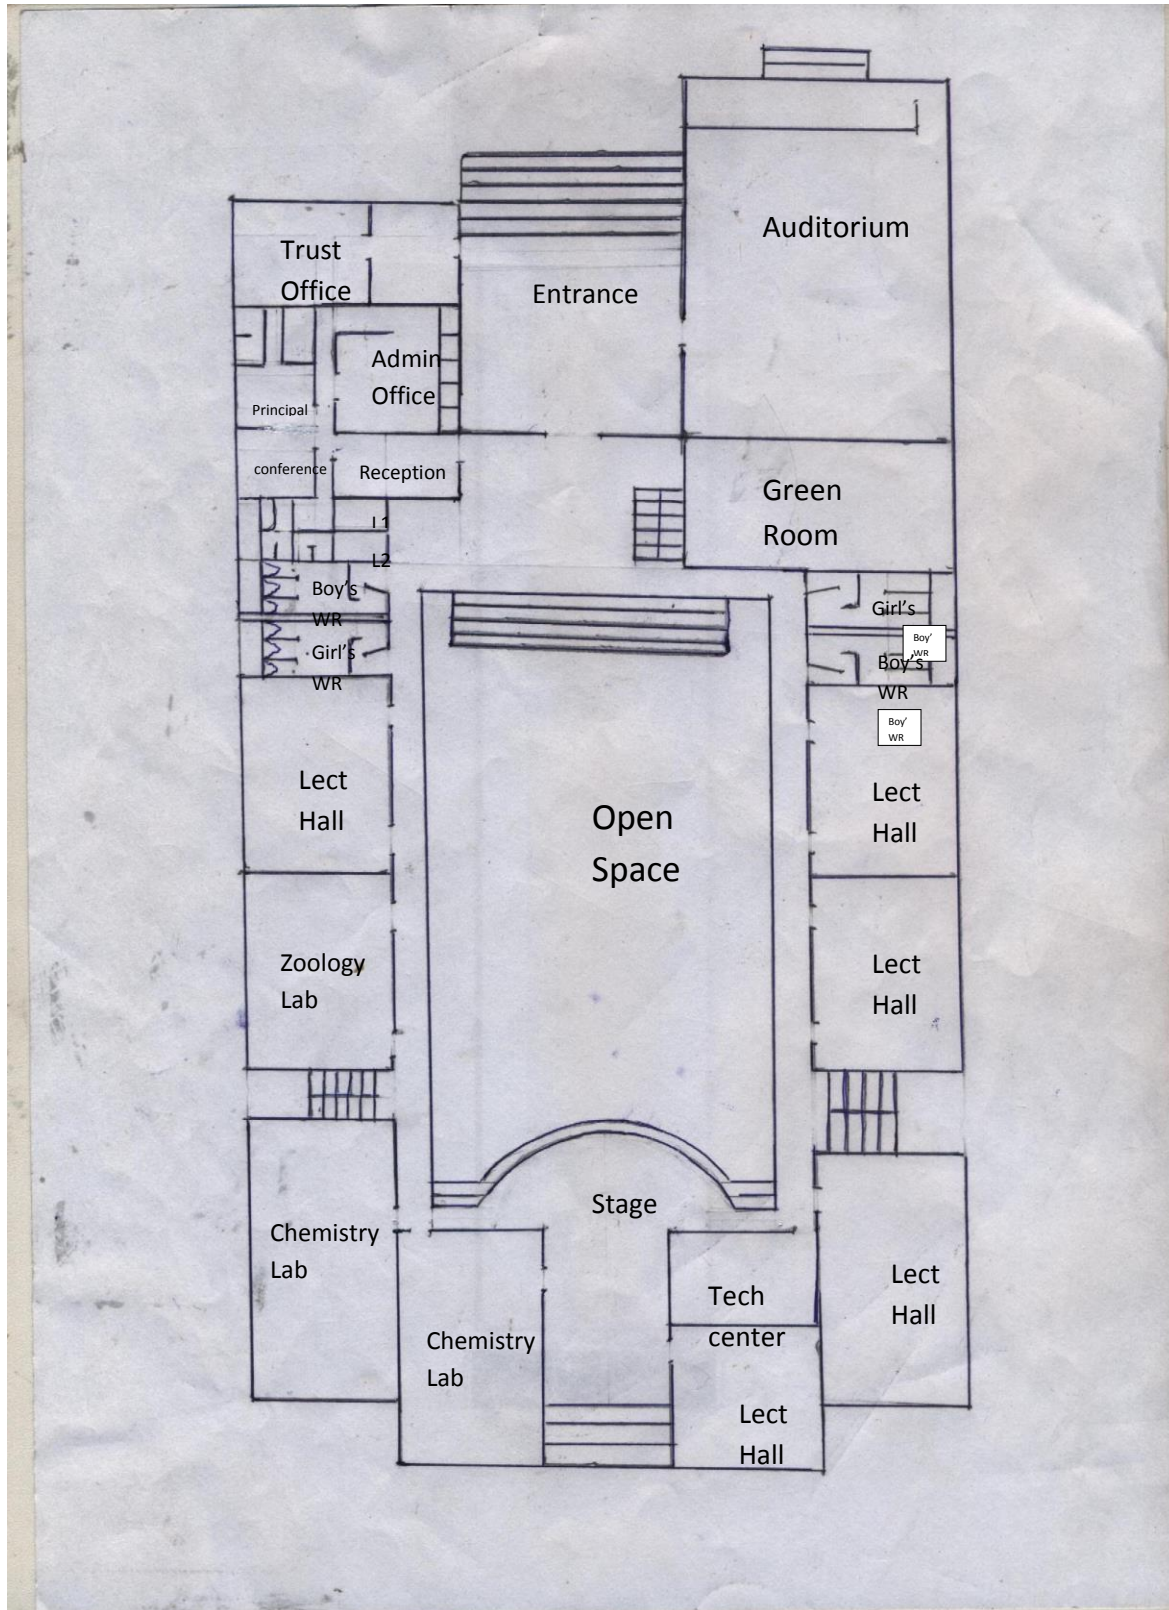 Auditorium
Trust
Office
Entrance
Admin
Office
Principal
conference
Reception
Green
Room
L1
L2
Boy's
WR
Girl's
WR
Girl's
Boy'
WR
Boy's
WR
Boy'
WR
Lect
Hall
Lect
Hall
Open
Space
Zoology
Lab
Lect
Hall
Stage
Chemistry
Lab
Tech
center
Lect
Hall
Chemistry
Lab
Lect
Hall